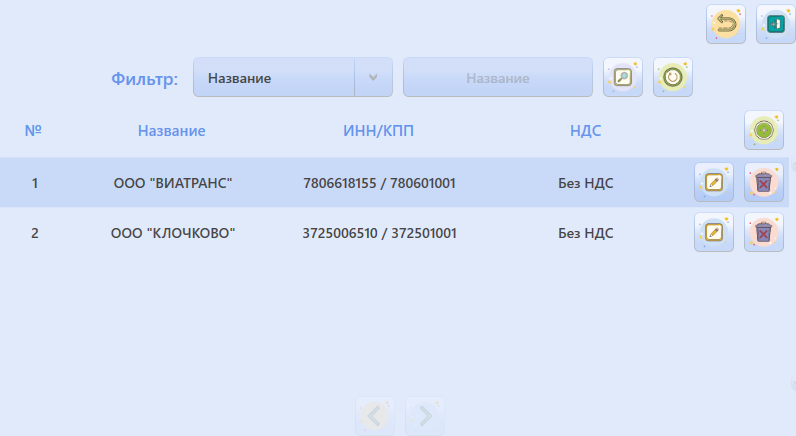 Фильтр: Название Название
№ Название ИНН/КПП НДС
1 ООО "ВИАТРАНС" 7806618155 / 780601001 Без НДС
2 ООО "КЛОЧКОВО" 3725006510 / 372501001 Без НДС